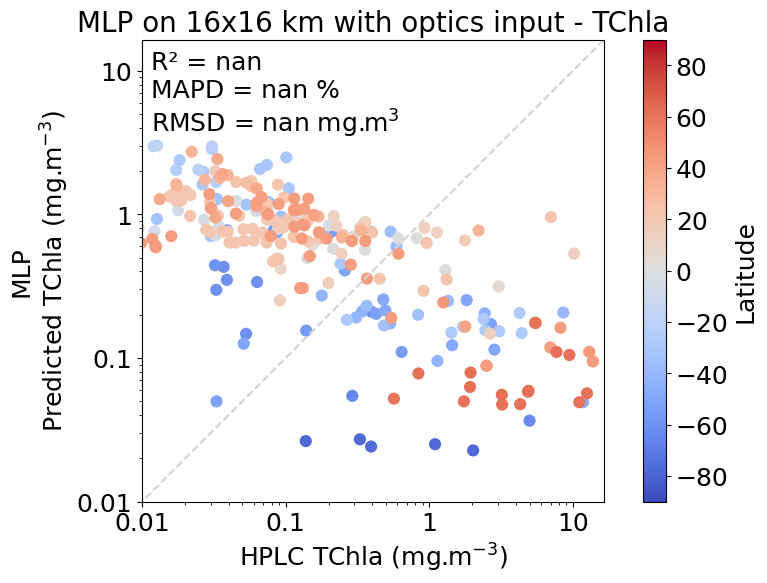 MLP on 16x16 km with optics input - TChla
R² = nan
MAPD = nan %
RMSD = nan mg.m³
10
1
0.1
0.01
MLP
Predicted TChla (mg.m⁻³)
0.01
0.1
1
10
HPLC TChla (mg.m⁻³)
80
60
40
20
0
−20
−40
−60
−80
Latitude